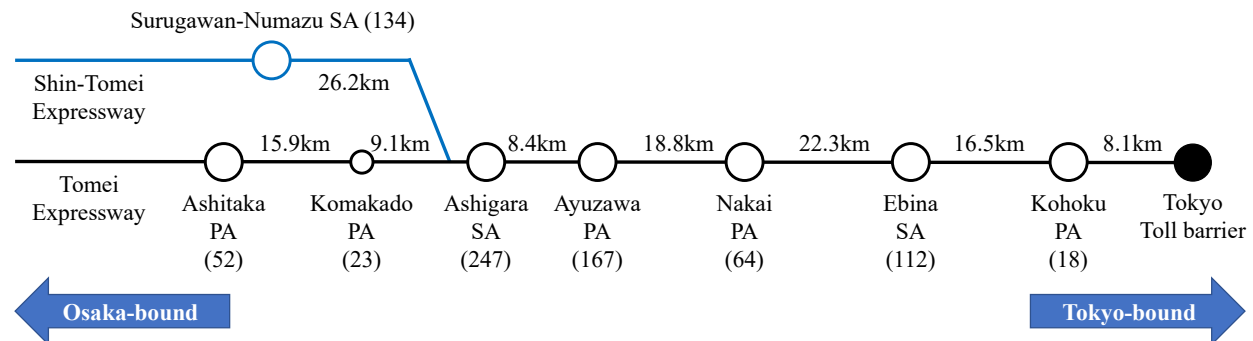 Surugawan-Numazu SA (134)
Shin-Tomei
Expressway
26.2km
15.9km
9.1km
8.4km
18.8km
22.3km
16.5km
8.1km
Tomei
Expressway
Ashitaka
PA
(52)
Komakado
PA
(23)
Ashigara
SA
(247)
Ayuzawa
PA
(167)
Nakai
PA
(64)
Ebina
SA
(112)
Kohoku
PA
(18)
Tokyo
Toll barrier
Osaka-bound
Tokyo-bound